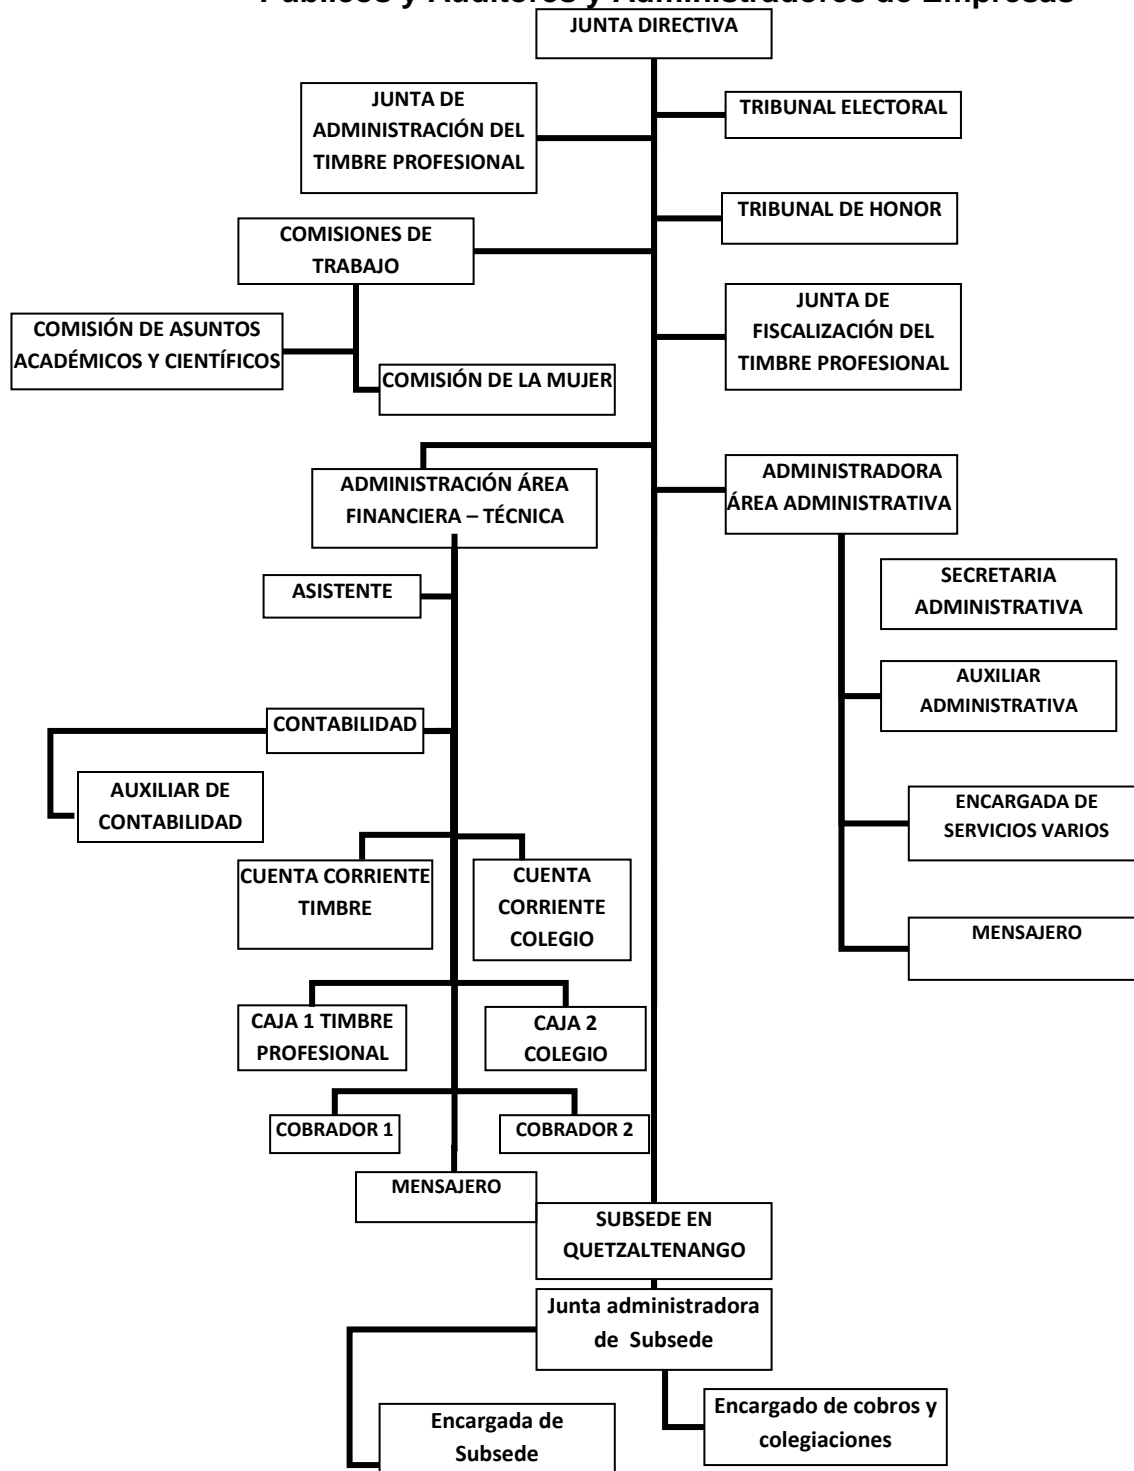 Públicos y Auditores y Administradores de Empresas
JUNTA DIRECTIVA
JUNTA DE
ADMINISTRACIÓN DEL
TIMBRE PROFESIONAL
TRIBUNAL ELECTORAL
TRIBUNAL DE HONOR
COMISIONES DE
TRABAJO
JUNTA DE
FISCALIZACIÓN DEL
TIMBRE PROFESIONAL
COMISIÓN DE ASUNTOS
ACADÉMICOS Y CIENTÍFICOS
COMISIÓN DE LA MUJER
ADMINISTRACIÓN ÁREA
FINANCIERA – TÉCNICA
ADMINISTRADORA
ÁREA ADMINISTRATIVA
ASISTENTE
SECRETARIA
ADMINISTRATIVA
AUXILIAR
ADMINISTRATIVA
CONTABILIDAD
AUXILIAR DE
CONTABILIDAD
ENCARGADA DE
SERVICIOS VARIOS
CUENTA CORRIENTE
TIMBRE
CUENTA
CORRIENTE
COLEGIO
MENSAJERO
CAJA 1 TIMBRE
PROFESIONAL
CAJA 2
COLEGIO
COBRADOR 1
COBRADOR 2
MENSAJERO
SUBSEDE EN
QUETZALTENANGO
Junta administradora
de Subsede
Encargada de
Subsede
Encargado de cobros y
colegiaciones